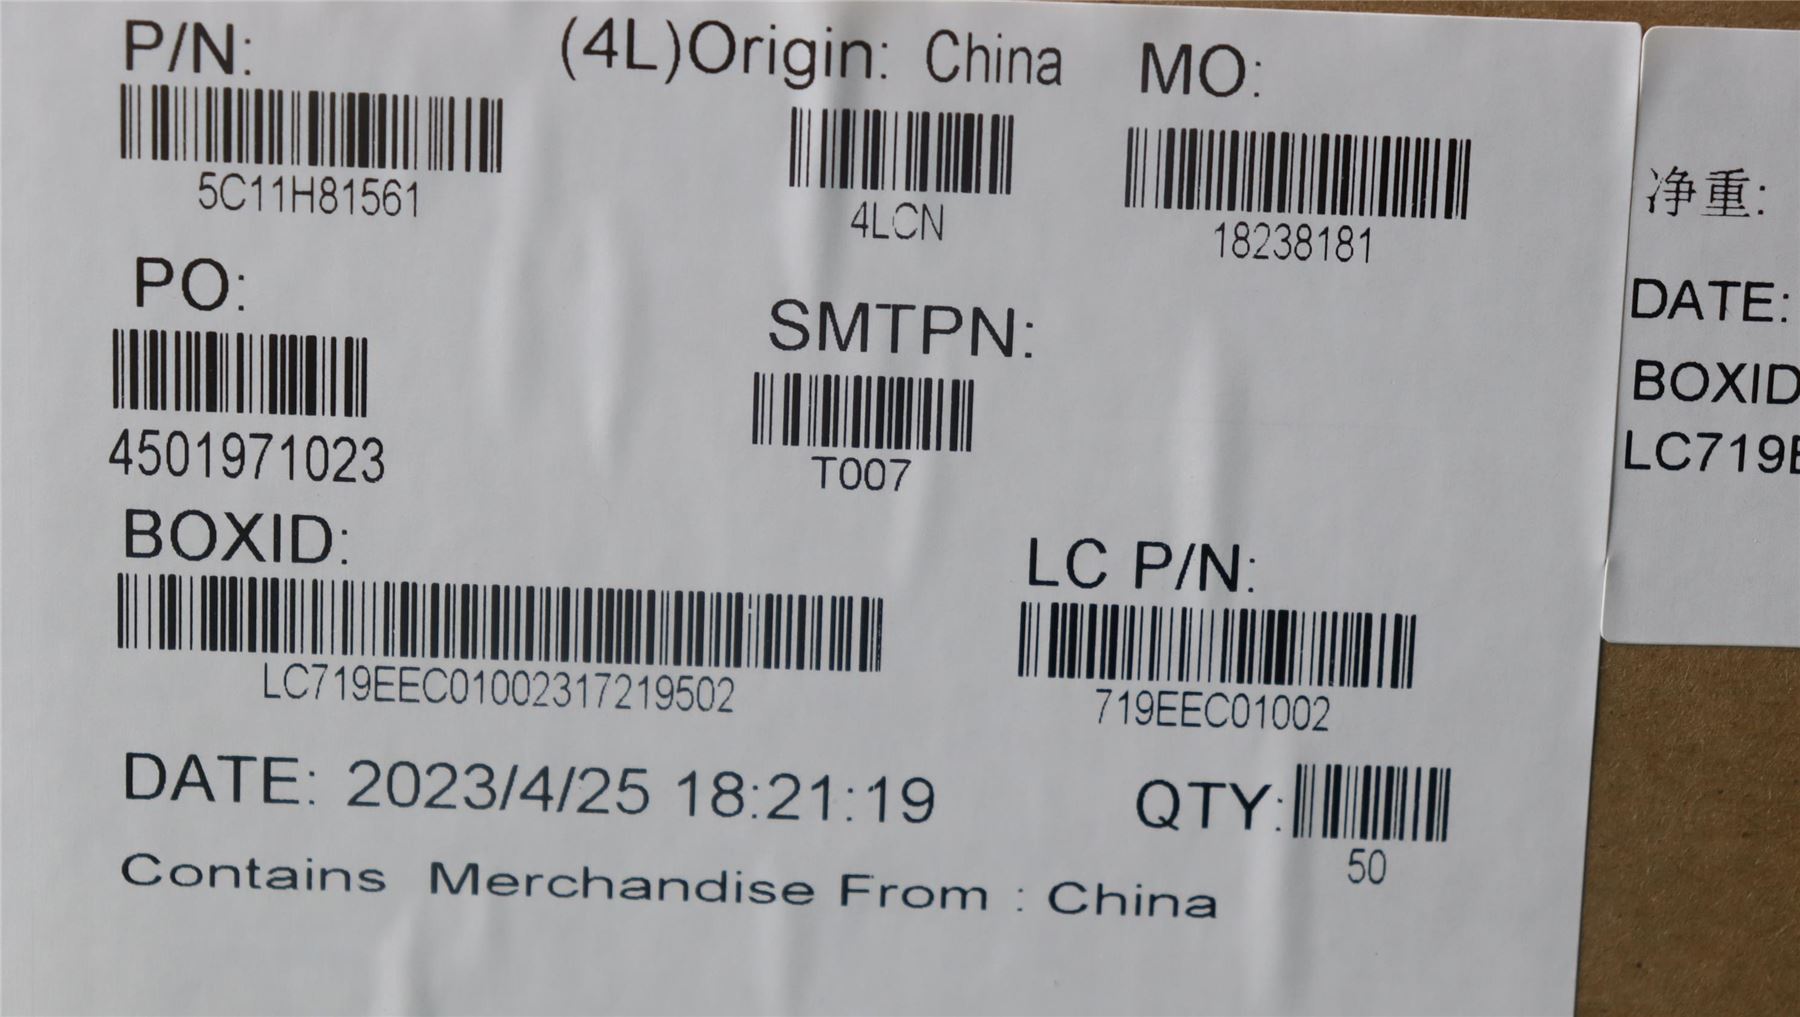 P/N:
(4L)Origin: China
MO:
5C11H81561
4LCN
18238181
PO:
SMTPN:
4501971023
T007
BOXID:
LC P/N:
LC719EEC01002317219502
719EEC01002
DATE: 2023/4/25 18:21:19
QTY:
50
Contains Merchandise From : China
净重:
DATE:
BOXID
LC719E